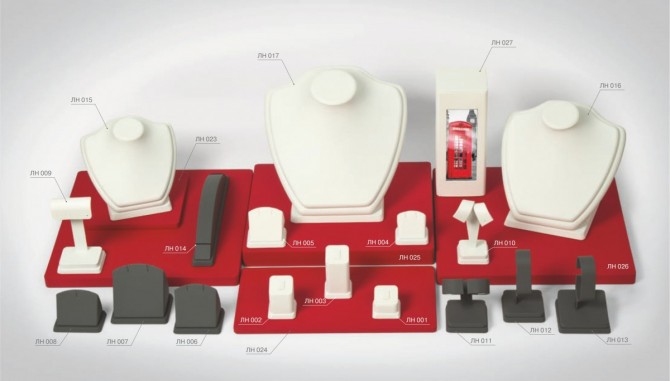 ЛН 027
ЛН 017
ЛН 016
ЛН 015
ЛН 023
ЛН 009
ЛН 014
ЛН 005
ЛН 004
ЛН 010
ЛН 025
ЛН 026
ЛН 003
ЛН 002
ЛН 001
ЛН 008
ЛН 007
ЛН 006
ЛН 024
ЛН 011
ЛН 012
ЛН 013